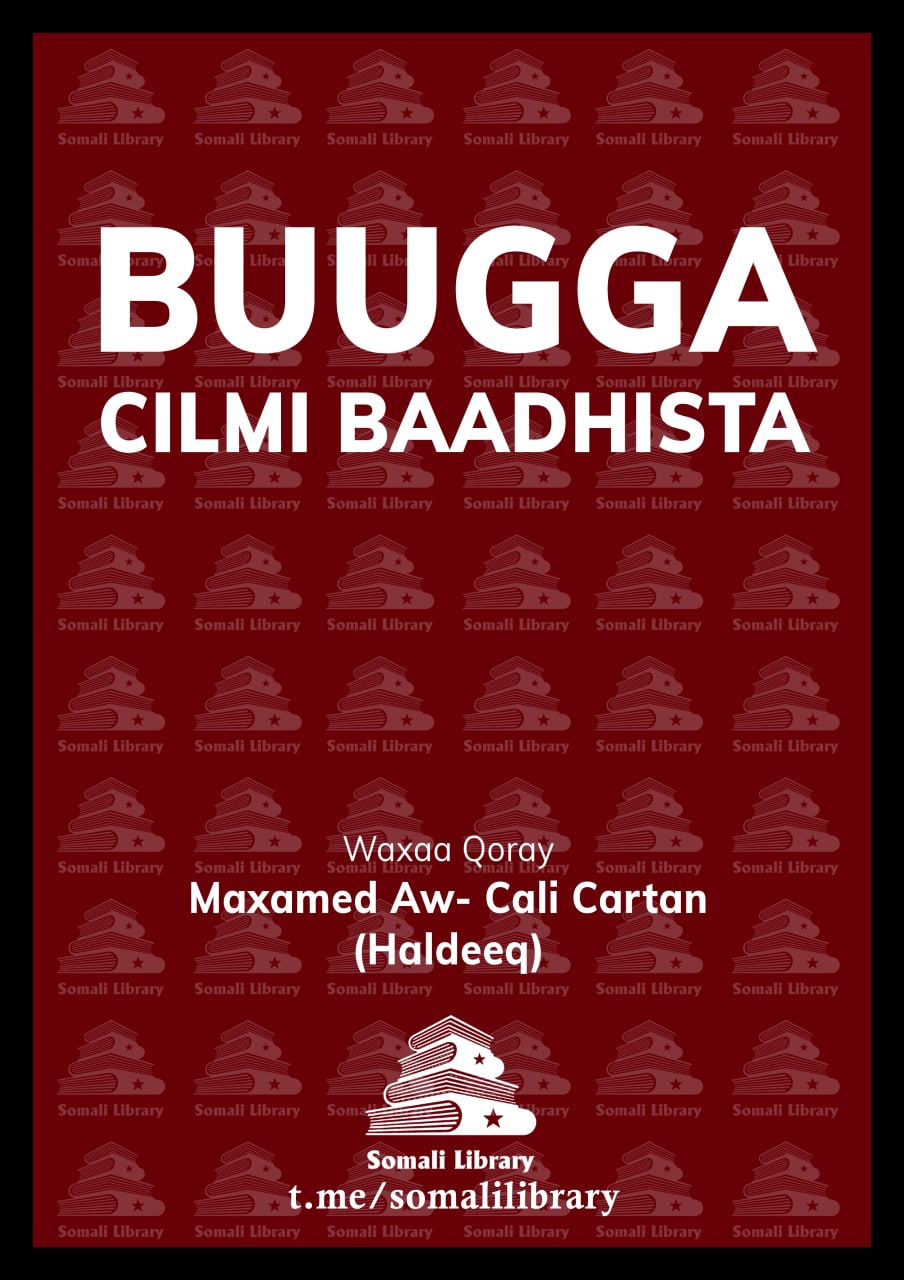 BUUGGA
CILMI BAADHISTA
Waxaa Qoray
Maxamed Aw- Cali Cartan
(Haldeeq)
Somali Library
t.me/somalilibrary